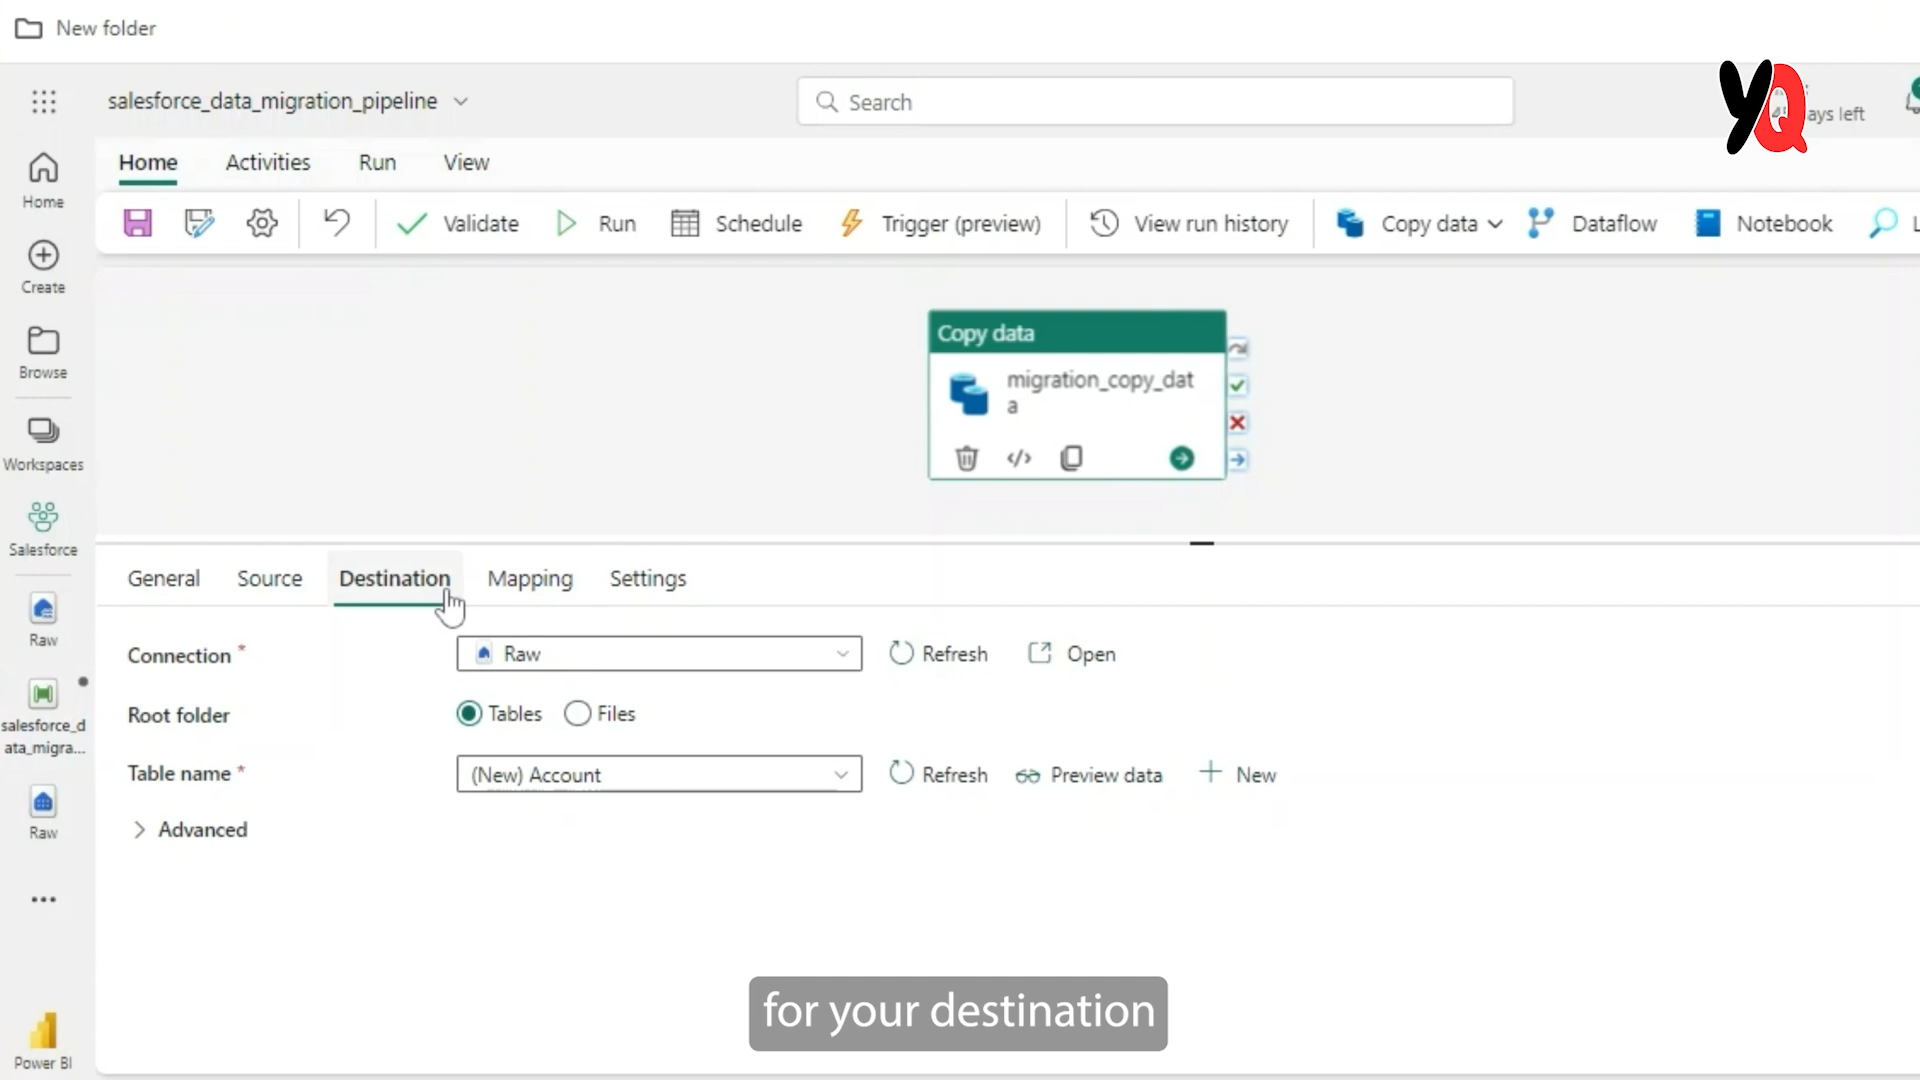 New folder
salesforce_data_migration_pipeline
Search
YQ
ays left
Home
Activities
Run
View
Validate
Run
Schedule
Trigger (preview)
View run history
Copy data
Dataflow
Notebook
L
Home
Create
Browse
Workspaces
Salesforce
Raw
salesforce_d
ata_migra...
Raw
Power BI
Copy data
migration_copy_dat
a
General
Source
Destination
Mapping
Settings
Connection *
Raw
Refresh
Open
Root folder
Tables
Files
Table name *
(New) Account
Refresh
Preview data
New
Advanced
for your destination